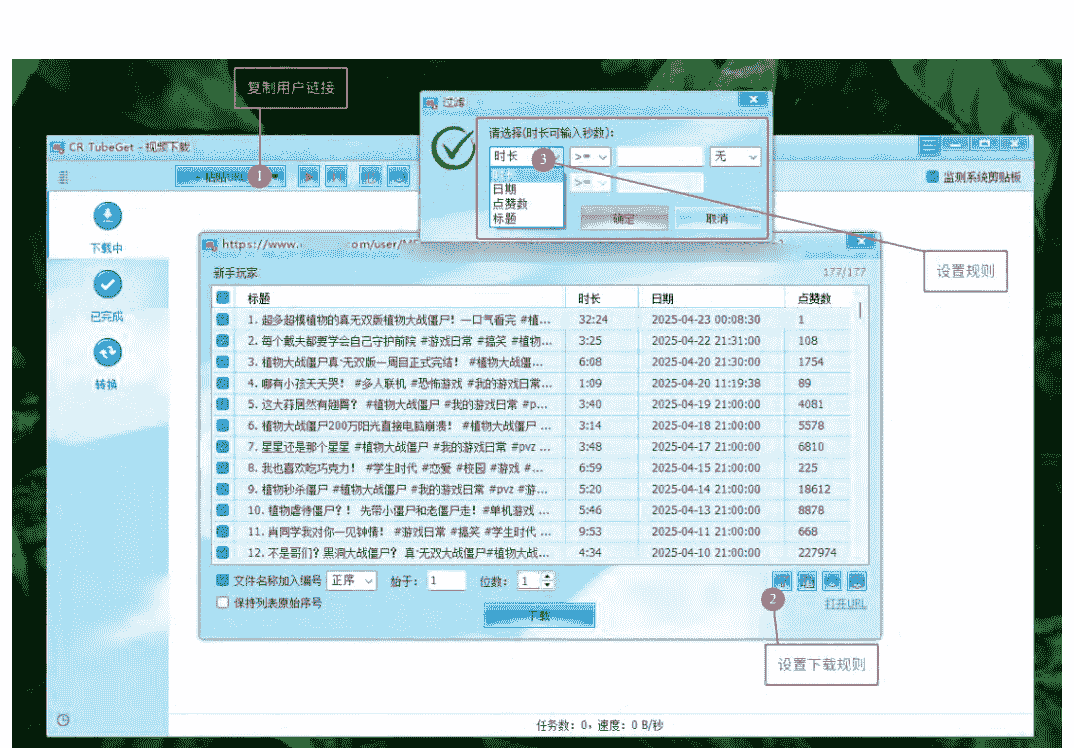 复制用户链接
过滤
请选择(时长可输入秒数):
CR TubeGet - 视频下载
粘贴URL
1
时长
3
>=
无
监测系统剪贴板
时长
>=
日期
点赞数
标题
确定
取消
下载中
https://www.
om/user/
设置规则
新手玩家
177/177
标题 时长 日期 点赞数
1. 超多超模植物的真无双版植物大战僵尸! 一口气看完 #植... 32:24 2025-04-23 00:08:30 1
2. 每个戴夫都要学会自己守护前院 #游戏日常 #搞笑 #植物... 3:25 2025-04-22 21:31:00 108
3. 植物大战僵尸真·无双版一周目正式完结! #植物大战僵... 6:08 2025-04-20 21:30:00 1754
4. 哪有小孩天天哭! #多人联机 #恐怖游戏 #我的游戏日常... 1:09 2025-04-20 11:19:38 89
5. 这大蒜居然有翅膀? #植物大战僵尸 #我的游戏日常 #p... 3:40 2025-04-19 21:00:00 4081
6. 植物大战僵尸200万阳光直接电脑崩溃! #植物大战僵尸 ... 3:14 2025-04-18 21:00:00 5578
7. 星星还是那个星星 #植物大战僵尸 #我的游戏日常 #pvz ... 3:48 2025-04-17 21:00:00 6810
8. 我也喜欢吃巧克力! #学生时代 #恋爱 #校园 #游戏 #... 6:59 2025-04-15 21:00:00 225
9. 植物秒杀僵尸 #植物大战僵尸 #我的游戏日常 #pvz #游... 5:20 2025-04-14 21:00:00 18612
10. 植物虐待僵尸?! 先带小僵尸和老僵尸走! #单机游戏 ... 5:46 2025-04-13 21:00:00 8878
11. 肖同学我对你一见钟情! #游戏日常 #搞笑 #学生时代 ... 9:53 2025-04-11 21:00:00 668
12. 不是哥们? 黑洞大战僵尸? 真·无双大战僵尸#植物大战... 4:34 2025-04-10 21:00:00 227974
已完成
转换
文件名称加入编号 正序 始于: 1 位数: 1
保持列表原始序号
下载
2
打开URL
设置下载规则
任务数: 0, 速度: 0 B/秒